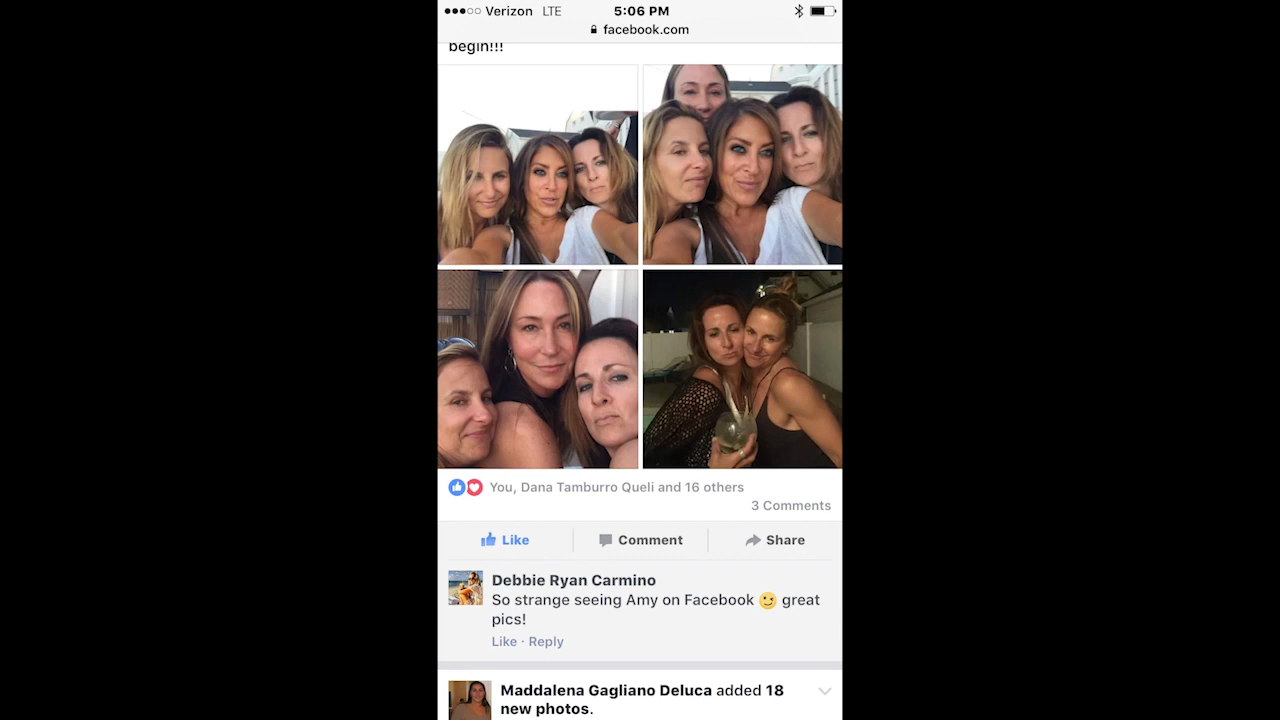 Verizon LTE 5:06 PM
facebook.com
begin!!!
You, Dana Tamburro Queli and 16 others
3 Comments
Like Comment Share
Debbie Ryan Carmino
So strange seeing Amy on Facebook 😉 great
pics!
Like · Reply
Maddalena Gagliano Deluca added 18
new photos.